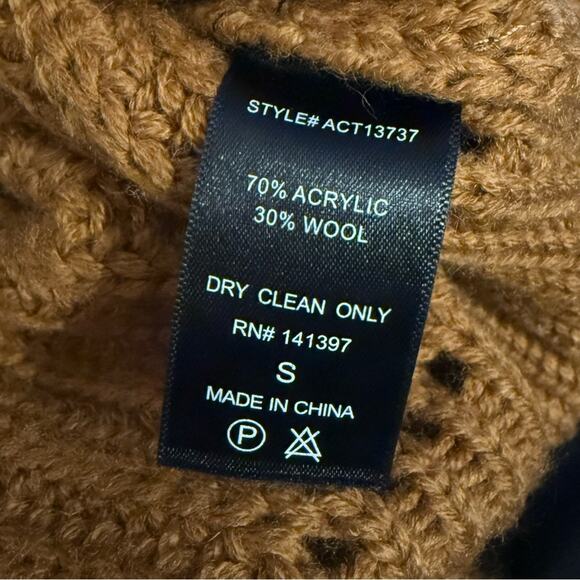 STYLE# ACT13737
70% ACRYLIC
30% WOOL
DRY CLEAN ONLY
RN# 141397
S
MADE IN CHINA
P